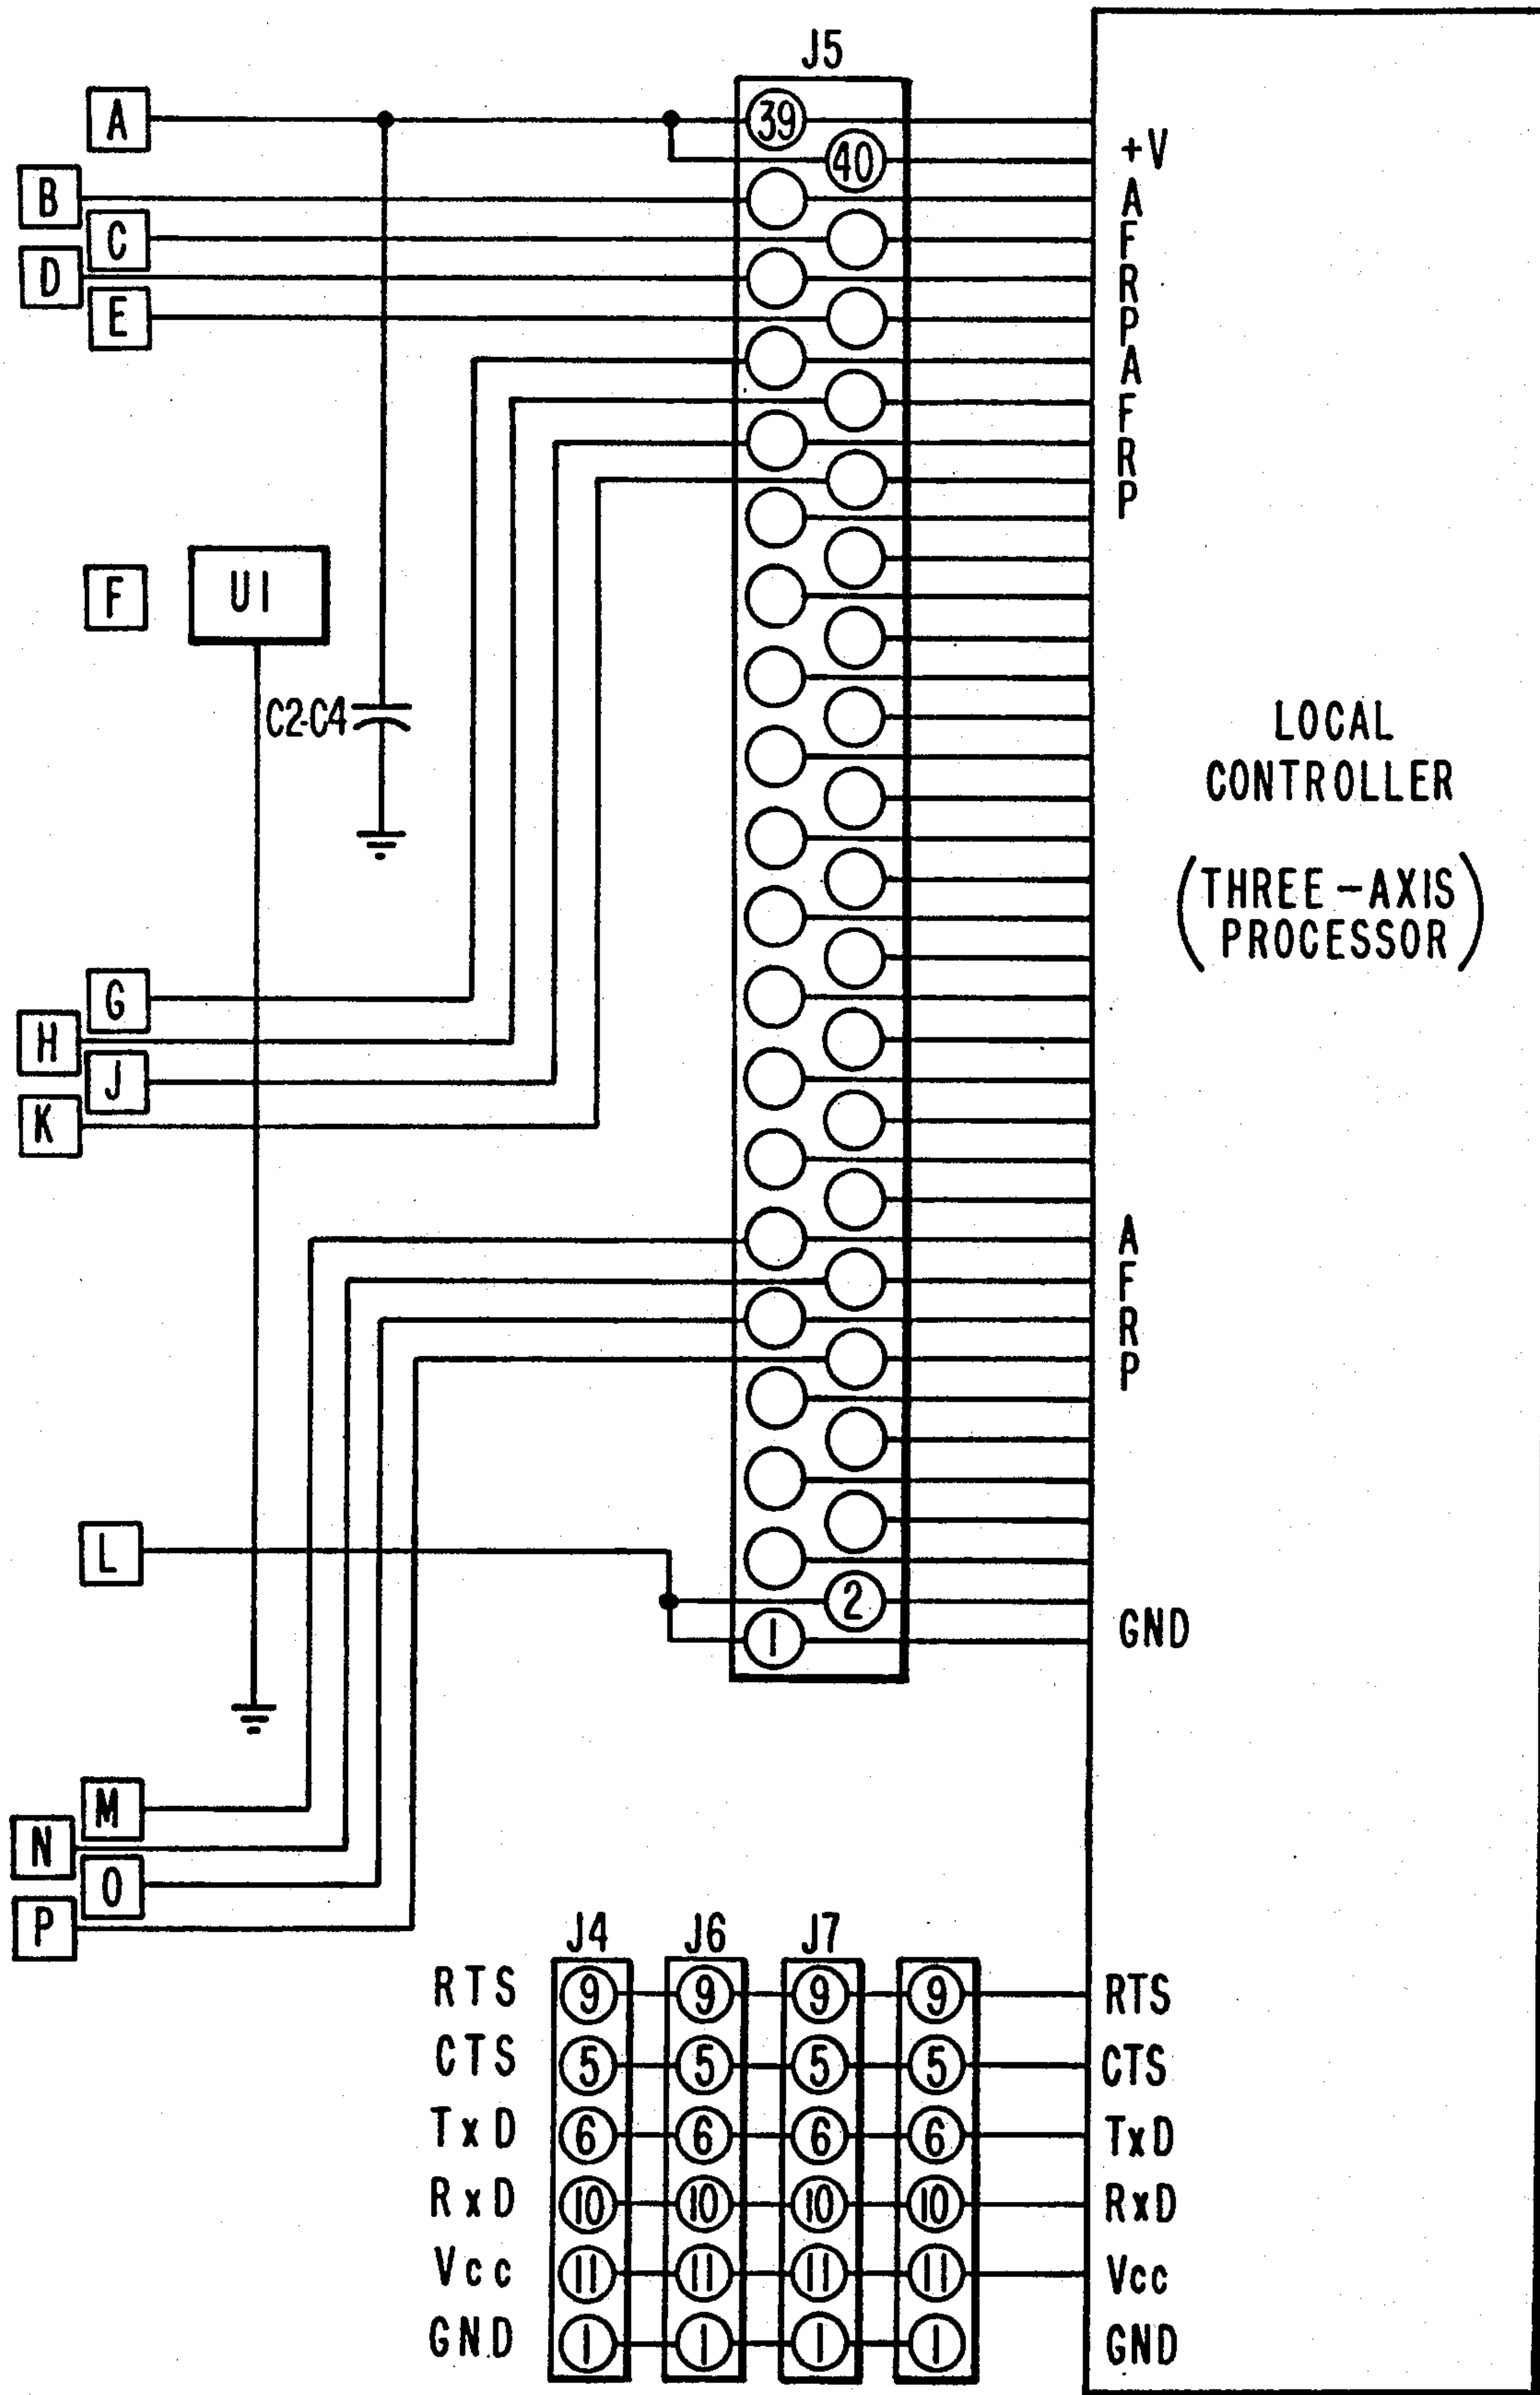 J5
A
39
+V
40
B
A
C
F
D
R
E
P
A
F
R
P
F
U1
C2-C4
LOCAL
CONTROLLER
(THREE-AXIS
PROCESSOR)
G
H
J
K
A
F
R
P
L
2
1
GND
M
N
O
P
J4 J6 J7
RTS 9 9 9 9 RTS
CTS 5 5 5 5 CTS
TxD 6 6 6 6 TxD
RxD 10 10 10 10 RxD
Vcc 11 11 11 11 Vcc
GND 1 1 1 1 GND